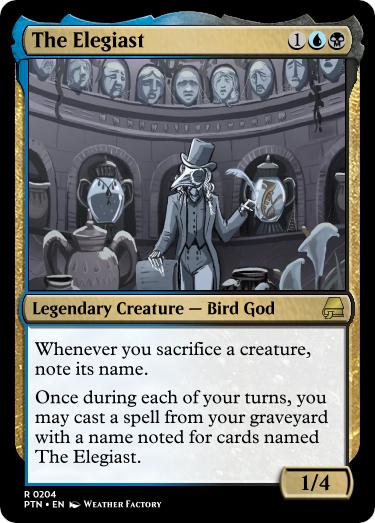 The Elegiast 1
Legendary Creature — Bird God
Whenever you sacrifice a creature,
note its name.
Once during each of your turns, you
may cast a spell from your graveyard
with a name noted for cards named
The Elegiast.
1/4
R 0204
PTN • EN Weather Factory